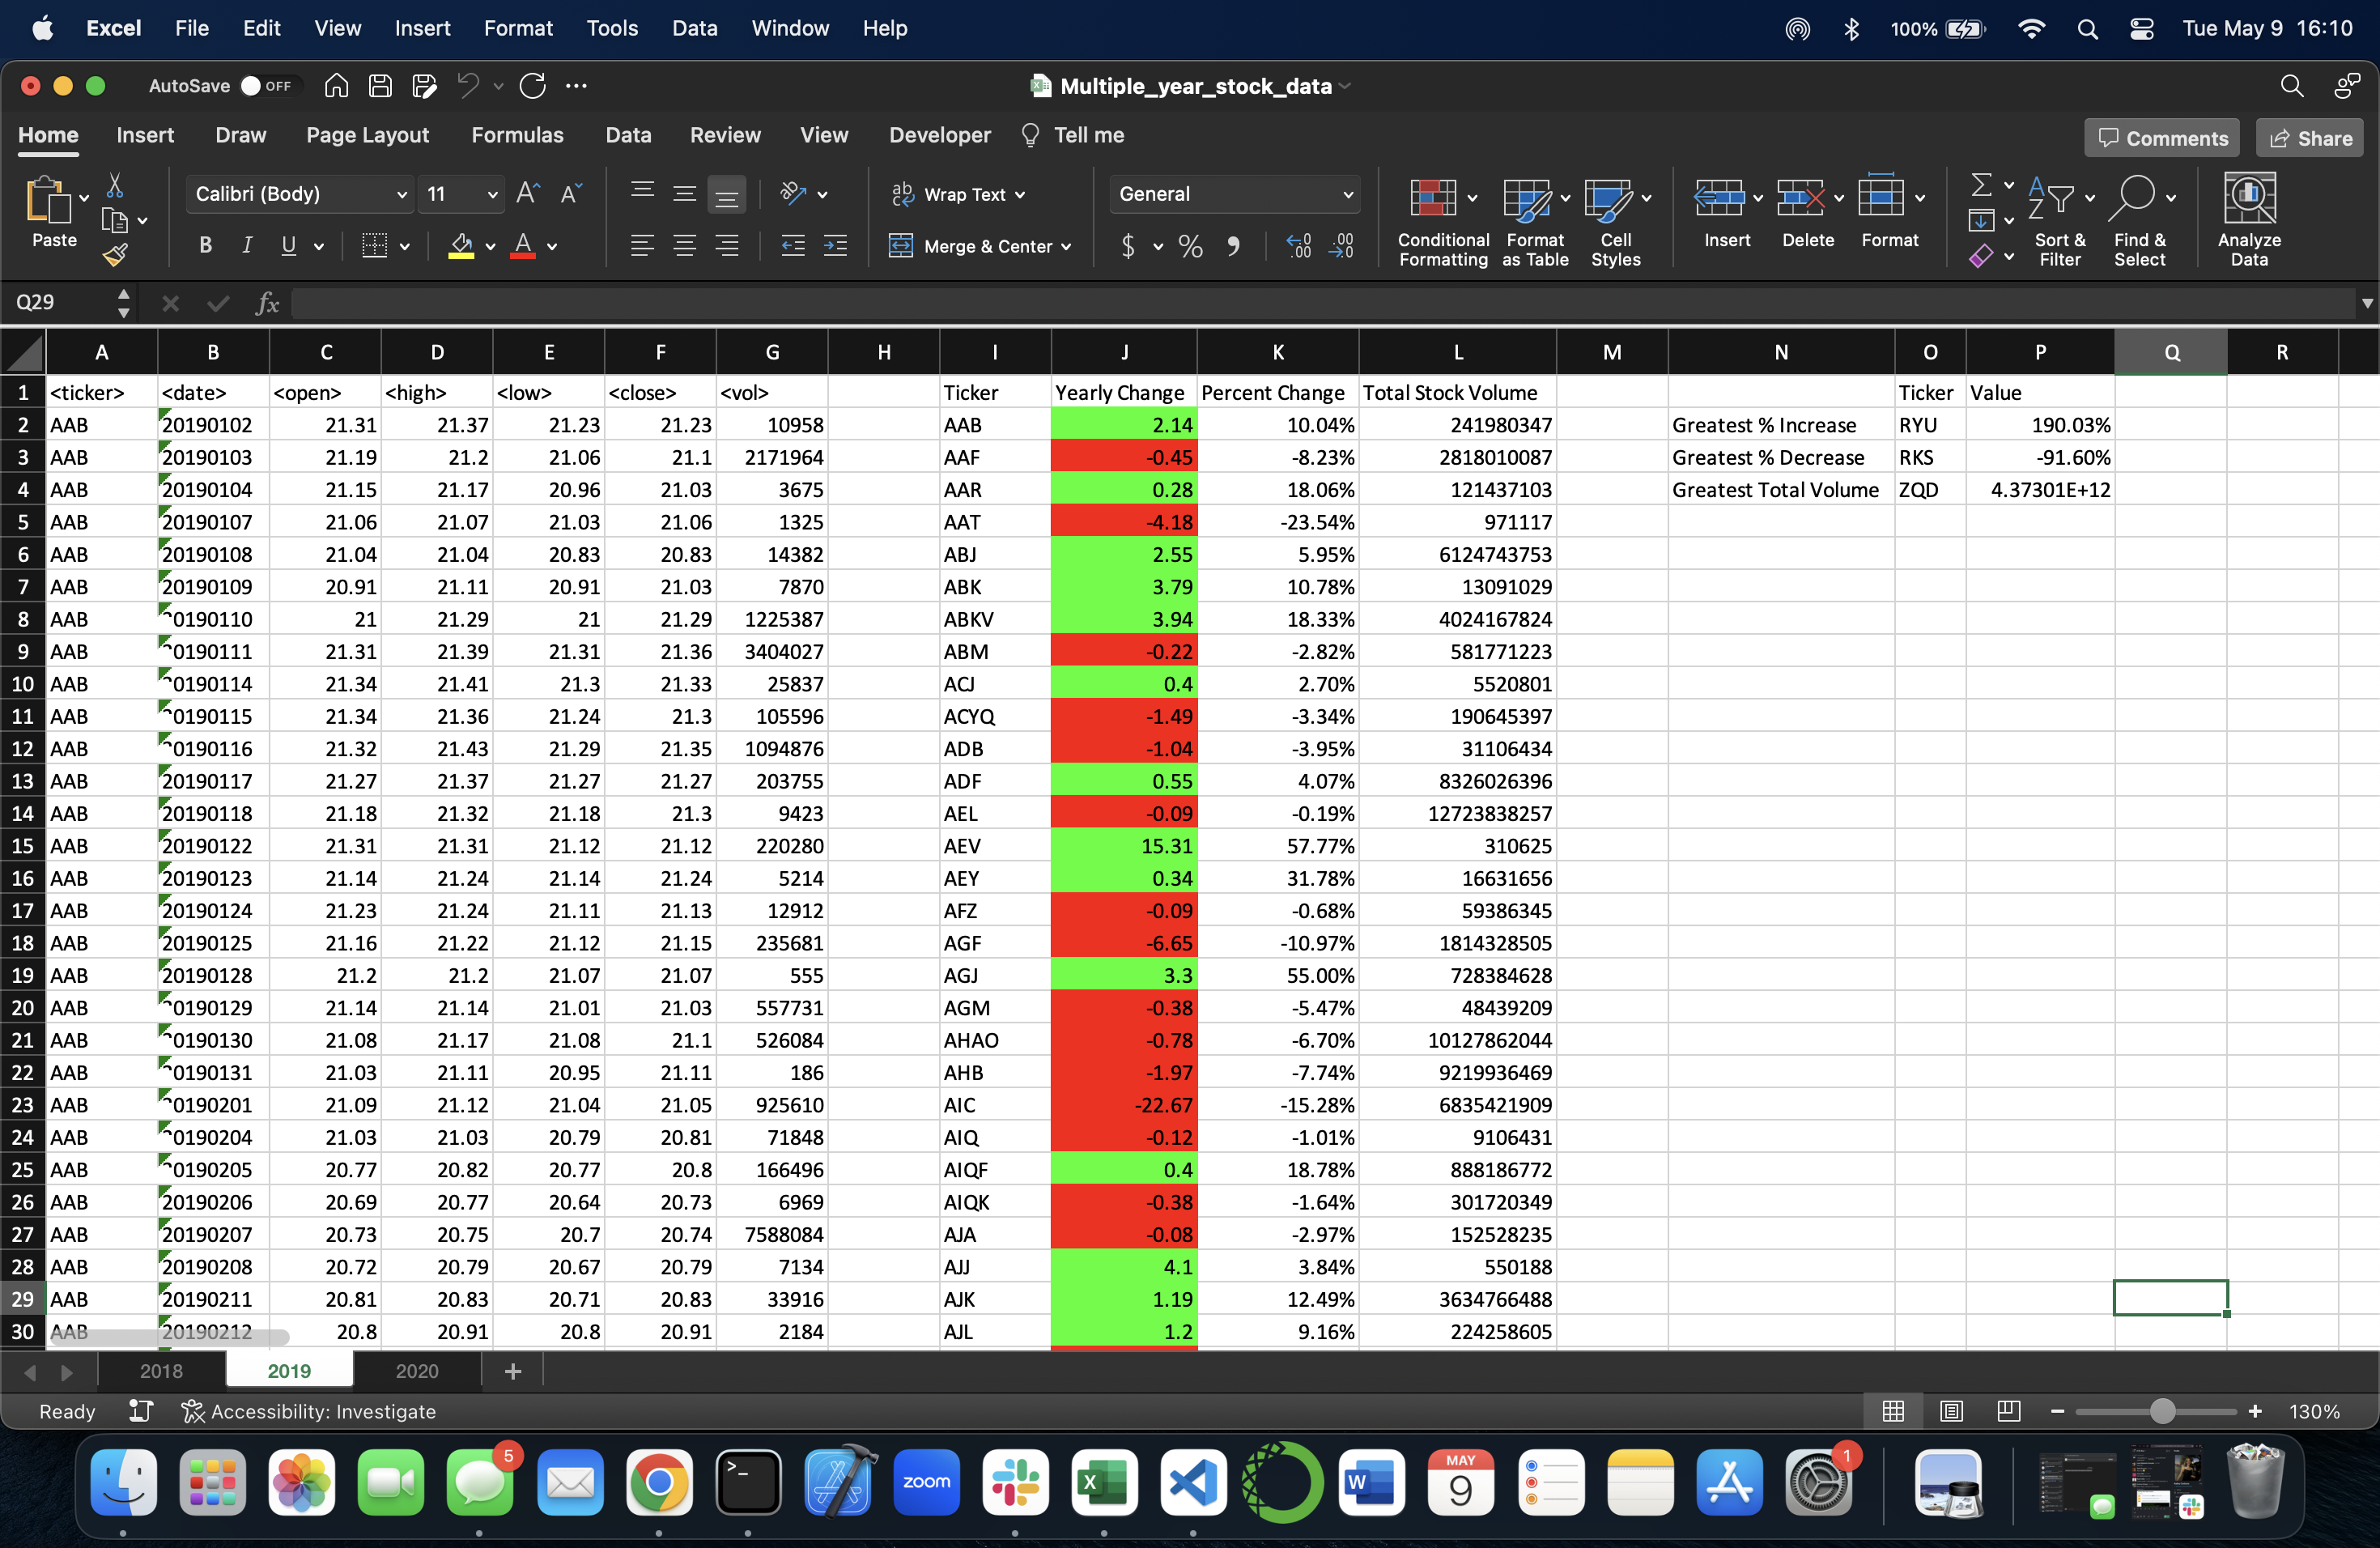 Excel File Edit View Insert Format Tools Data Window Help 100% Tue May 9 16:10
AutoSave OFF Multiple_year_stock_data
Home Insert Draw Page Layout Formulas Data Review View Developer Tell me Comments Share
Paste Calibri (Body) 11 A A ab c Wrap Text General Conditional Formatting Format as Table Cell Styles Insert Delete Format Sort & Filter Find & Select Analyze Data
B I U A Merge & Center $ % 9 .00 .00 0
Q29 fx
A B C D E F G H I J K L M N O P Q R
1 <ticker> <date> <open> <high> <low> <close> <vol> Ticker Yearly Change Percent Change Total Stock Volume Ticker Value
2 AAB 20190102 21.31 21.37 21.23 21.23 10958 AAB 2.14 10.04% 241980347 Greatest % Increase RYU 190.03%
3 AAB 20190103 21.19 21.2 21.06 21.1 2171964 AAF -0.45 -8.23% 2818010087 Greatest % Decrease RKS -91.60%
4 AAB 20190104 21.15 21.17 20.96 21.03 3675 AAR 0.28 18.06% 121437103 Greatest Total Volume ZQD 4.37301E+12
5 AAB 20190107 21.06 21.07 21.03 21.06 1325 AAT -4.18 -23.54% 971117
6 AAB 20190108 21.04 21.04 20.83 20.83 14382 ABJ 2.55 5.95% 6124743753
7 AAB 20190109 20.91 21.11 20.91 21.03 7870 ABK 3.79 10.78% 13091029
8 AAB 20190110 21 21.29 21 21.29 1225387 ABKV 3.94 18.33% 4024167824
9 AAB 20190111 21.31 21.39 21.31 21.36 3404027 ABM -0.22 -2.82% 581771223
10 AAB 20190114 21.34 21.41 21.3 21.33 25837 ACJ 0.4 2.70% 5520801
11 AAB 20190115 21.34 21.36 21.24 21.3 105596 ACYQ -1.49 -3.34% 190645397
12 AAB 20190116 21.32 21.43 21.29 21.35 1094876 ADB -1.04 -3.95% 31106434
13 AAB 20190117 21.27 21.37 21.27 21.27 203755 ADF 0.55 4.07% 8326026396
14 AAB 20190118 21.18 21.32 21.18 21.3 9423 AEL -0.09 -0.19% 12723838257
15 AAB 20190122 21.31 21.31 21.12 21.12 220280 AEV 15.31 57.77% 310625
16 AAB 20190123 21.14 21.24 21.14 21.24 5214 AEY 0.34 31.78% 16631656
17 AAB 20190124 21.23 21.24 21.11 21.13 12912 AFZ -0.09 -0.68% 59386345
18 AAB 20190125 21.16 21.22 21.12 21.15 235681 AGF -6.65 -10.97% 1814328505
19 AAB 20190128 21.2 21.2 21.07 21.07 555 AGJ 3.3 55.00% 728384628
20 AAB 20190129 21.14 21.14 21.01 21.03 557731 AGM -0.38 -5.47% 48439209
21 AAB 20190130 21.08 21.17 21.08 21.1 526084 AHAO -0.78 -6.70% 10127862044
22 AAB 20190131 21.03 21.11 20.95 21.11 186 AHB -1.97 -7.74% 9219936469
23 AAB 20190201 21.09 21.12 21.04 21.05 925610 AIC -22.67 -15.28% 6835421909
24 AAB 20190204 21.03 21.03 20.79 20.81 71848 AIQ -0.12 -1.01% 9106431
25 AAB 20190205 20.77 20.82 20.77 20.8 166496 AIQF 0.4 18.78% 888186772
26 AAB 20190206 20.69 20.77 20.64 20.73 6969 AIQK -0.38 -1.64% 301720349
27 AAB 20190207 20.73 20.75 20.7 20.74 7588084 AJA -0.08 -2.97% 152528235
28 AAB 20190208 20.72 20.79 20.67 20.79 7134 AJJ 4.1 3.84% 550188
29 AAB 20190211 20.81 20.83 20.71 20.83 33916 AJK 1.19 12.49% 3634766488
30 AAB 20190212 20.8 20.91 20.8 20.91 2184 AJL 1.2 9.16% 224258605
2018 2019 2020 +
Ready Accessibility: Investigate 130%
5 >_ zoom X W MAY 9 1